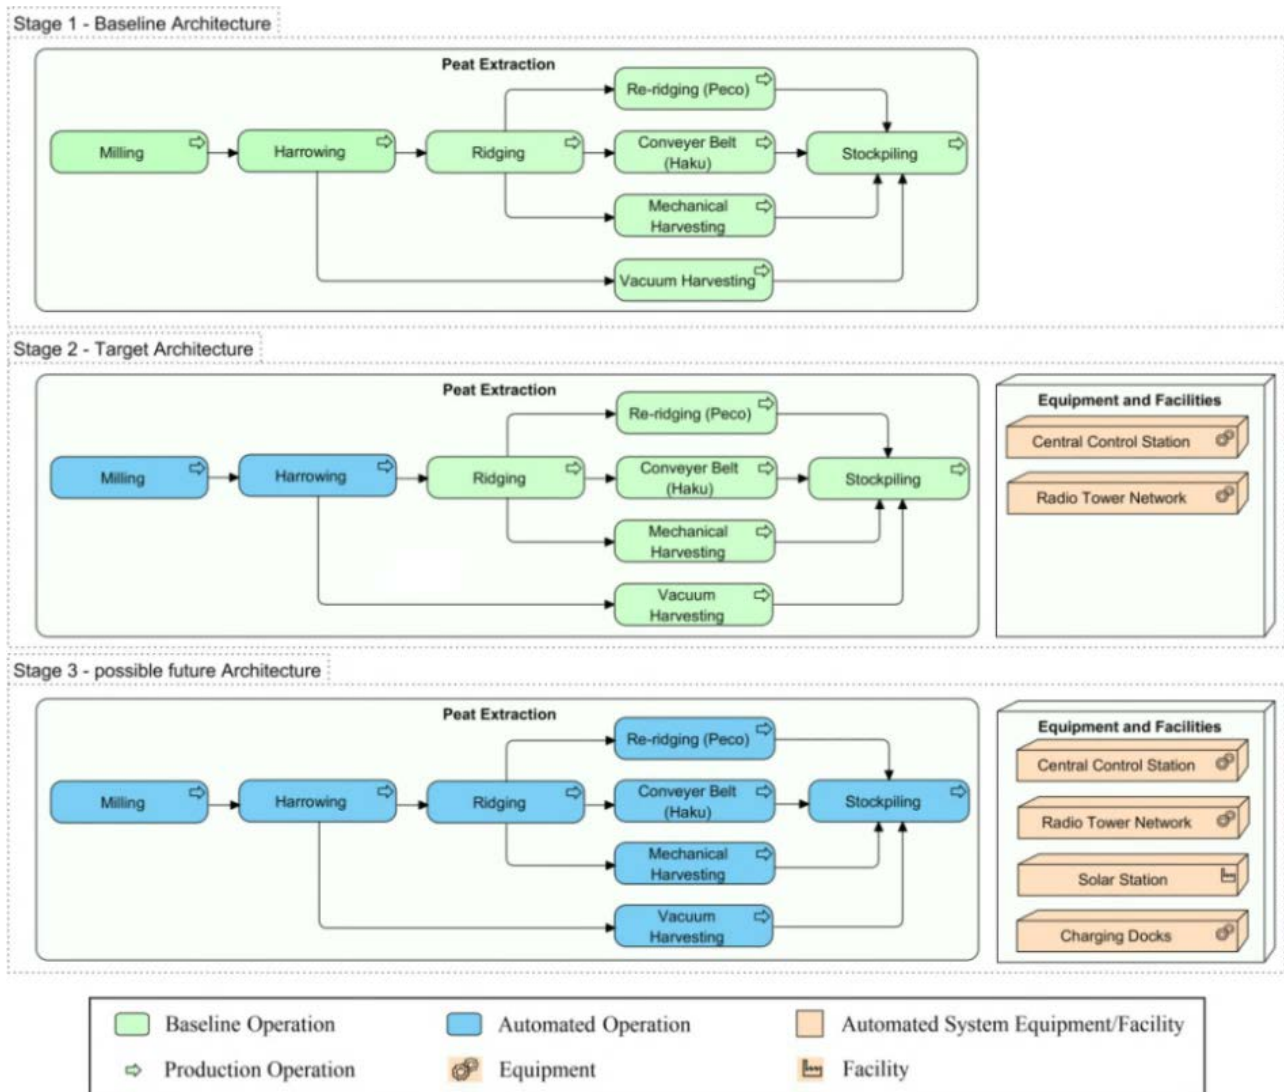 Stage 1 - Baseline Architecture
Peat Extraction
Re-ridging (Peco)
Milling
Harrowing
Ridging
Conveyer Belt
(Haku)
Stockpiling
Mechanical
Harvesting
Vacuum Harvesting
Stage 2 - Target Architecture
Peat Extraction
Re-ridging (Peco)
Milling
Harrowing
Ridging
Conveyer Belt
(Haku)
Stockpiling
Mechanical
Harvesting
Vacuum
Harvesting
Equipment and Facilities
Central Control Station
Radio Tower Network
Stage 3 - possible future Architecture
Peat Extraction
Re-ridging (Peco)
Milling
Harrowing
Ridging
Conveyer Belt
(Haku)
Stockpiling
Mechanical
Harvesting
Vacuum
Harvesting
Equipment and Facilities
Central Control Station
Radio Tower Network
Solar Station
Charging Docks
Baseline Operation
Automated Operation
Automated System Equipment/Facility
Production Operation
Equipment
Facility